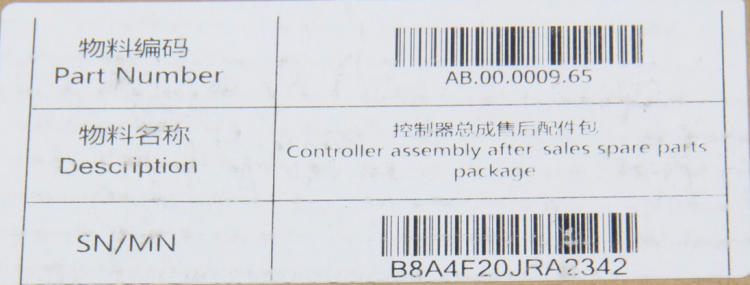 物料编码
Part Number
AB.00.0009.65
物料名称
Description
控制器总成售后配件包
Controller assembly after-sales spare parts
package
SN/MN
B8A4F20JRA2342